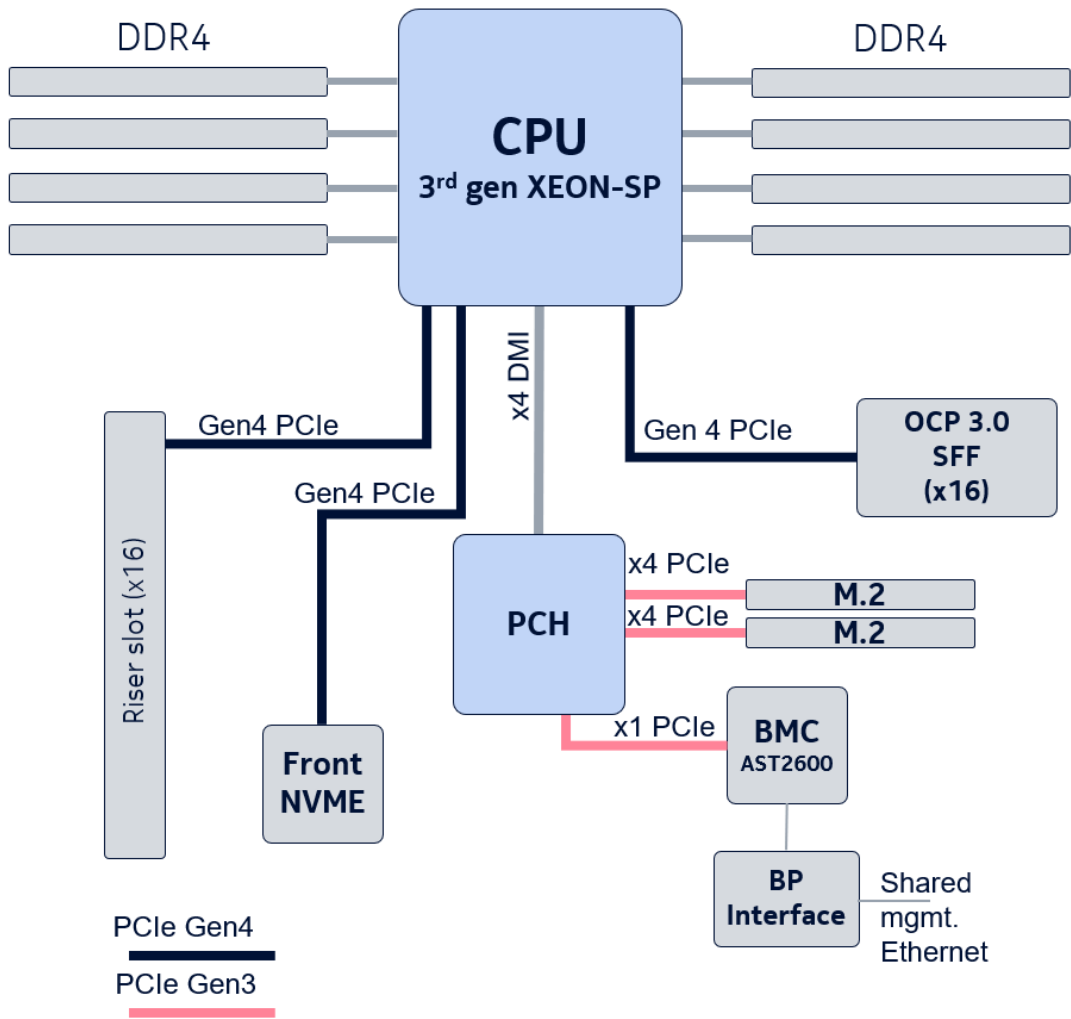 DDR4
DDR4
CPU
3rd gen XEON-SP
x4 DMI
Gen4 PCIe
Gen 4 PCIe
OCP 3.0
SFF
(x16)
Gen4 PCIe
Riser slot (x16)
PCH
x4 PCIe
M.2
x4 PCIe
M.2
x1 PCIe
BMC
AST2600
Front
NVME
BP
Interface
Shared
mgmt.
Ethernet
PCIe Gen4
PCIe Gen3